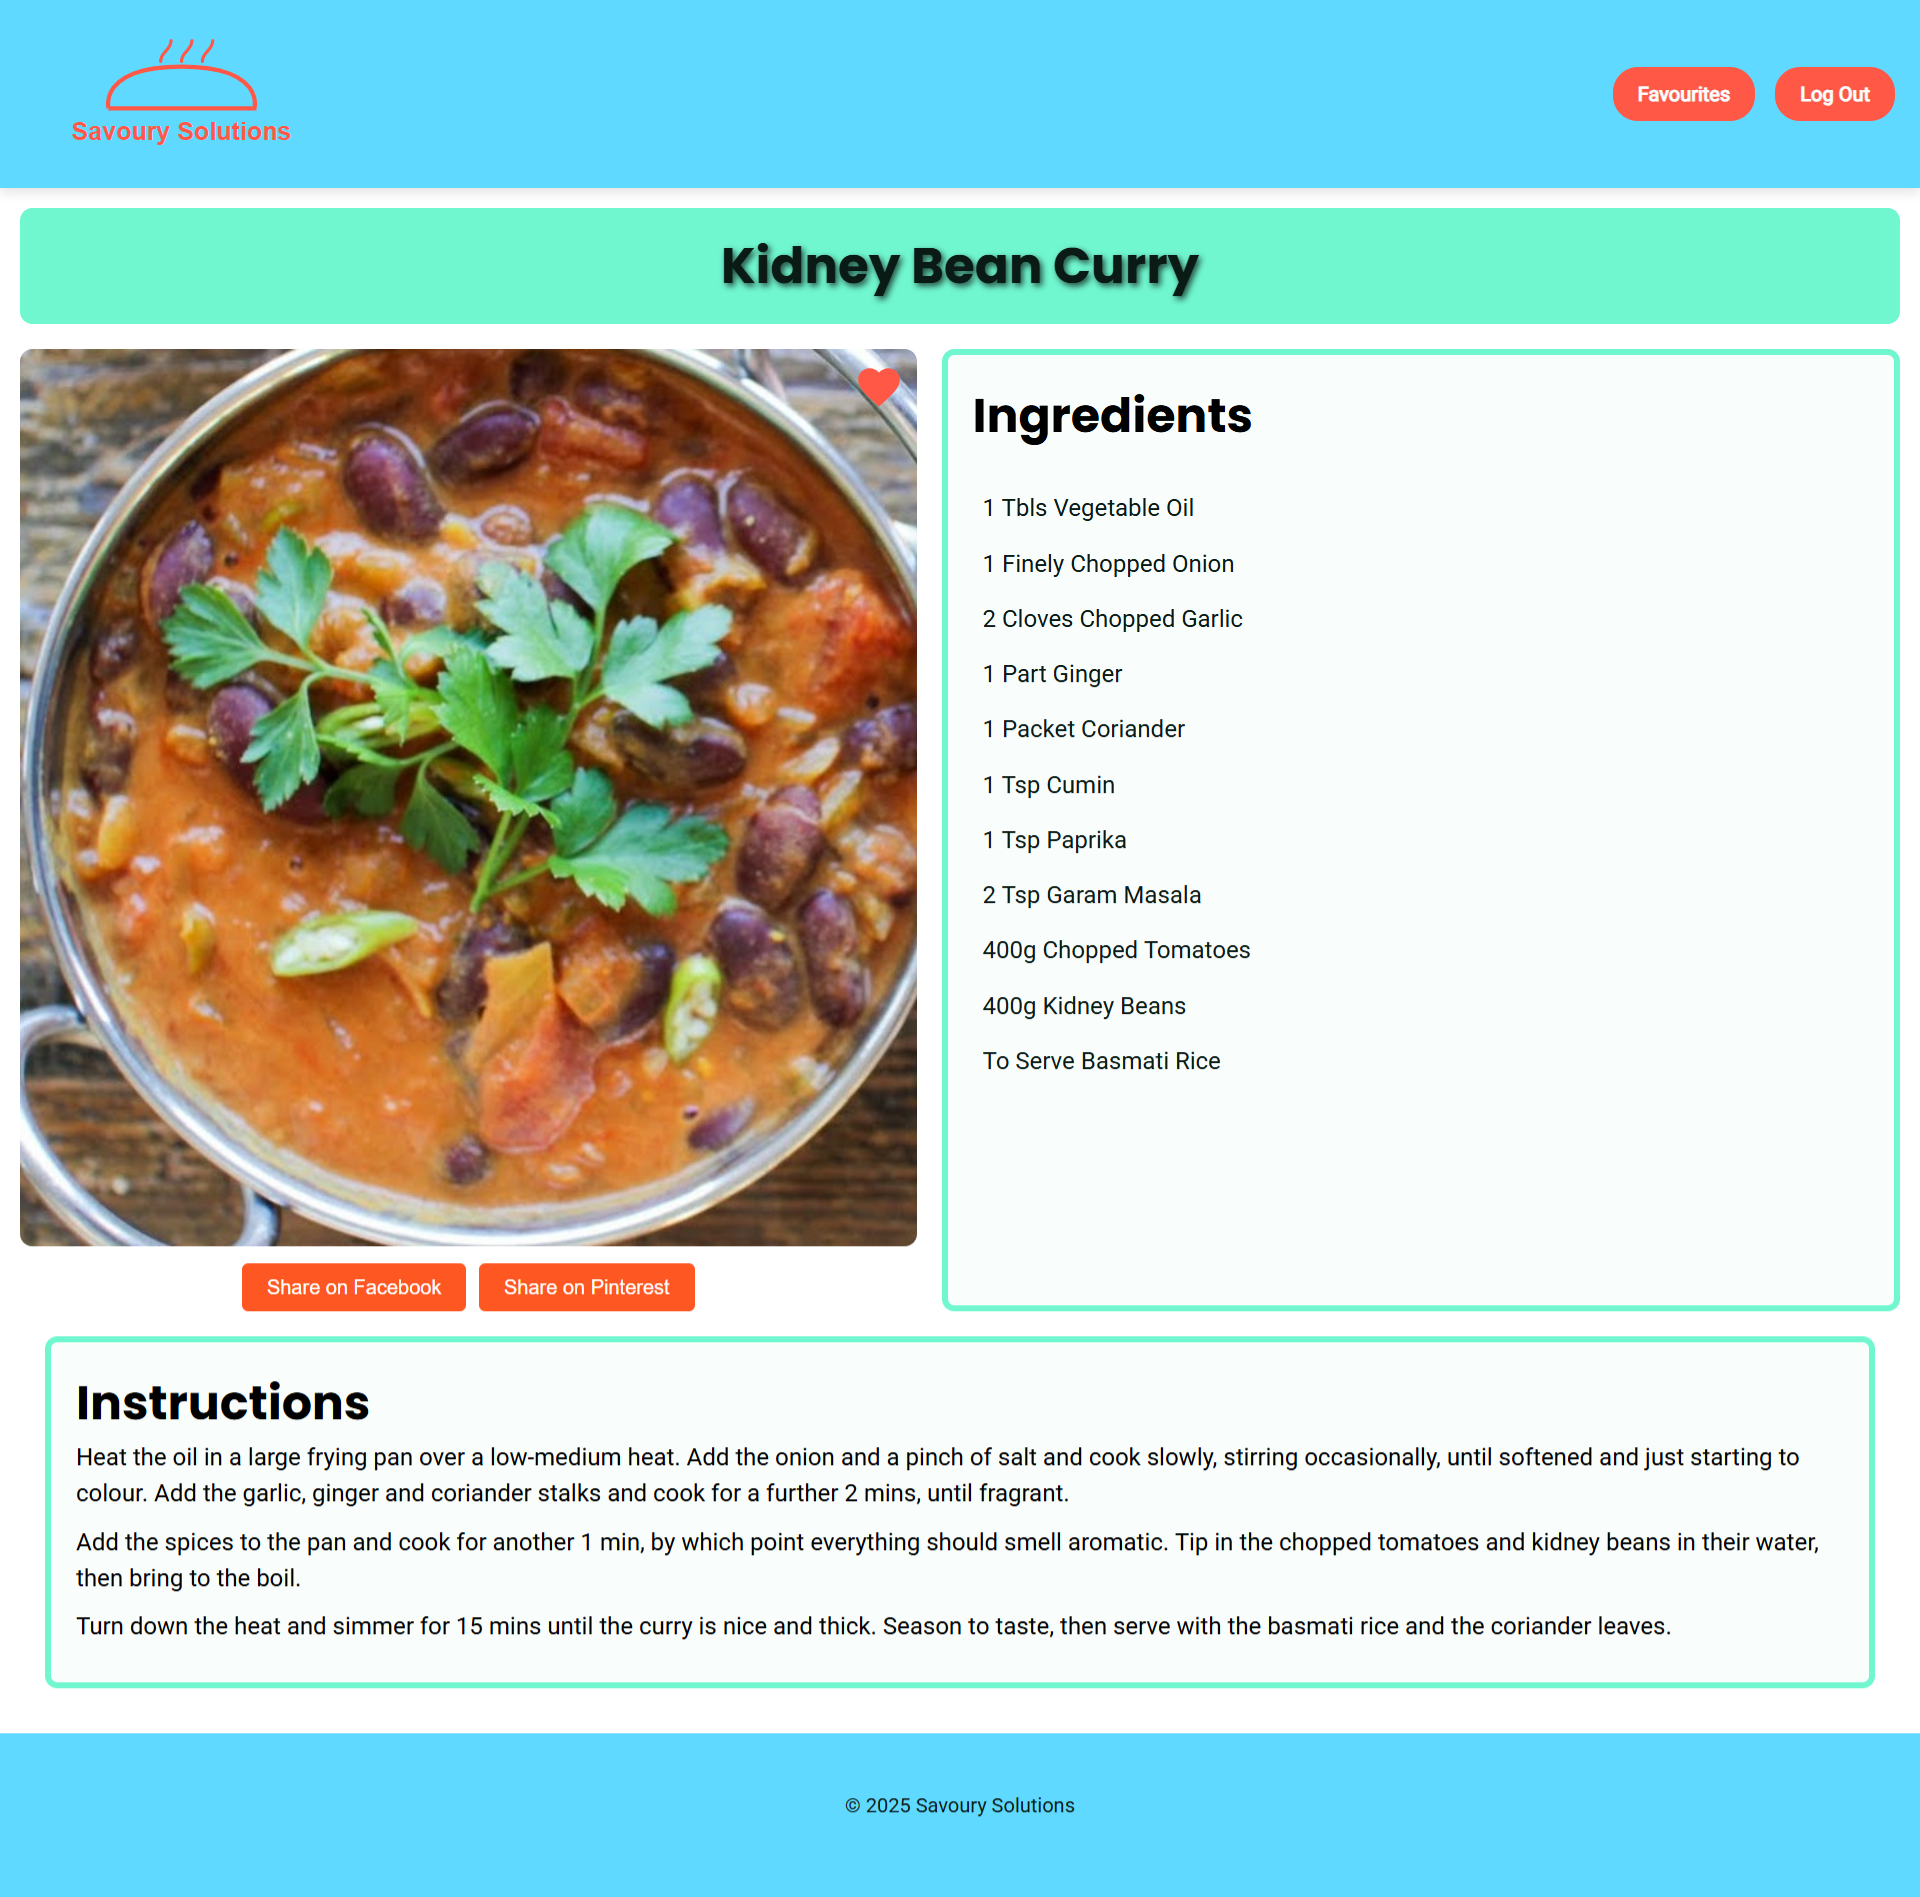 Savoury Solutions
Favourites
Log Out
Kidney Bean Curry
Ingredients
1 Tbls Vegetable Oil
1 Finely Chopped Onion
2 Cloves Chopped Garlic
1 Part Ginger
1 Packet Coriander
1 Tsp Cumin
1 Tsp Paprika
2 Tsp Garam Masala
400g Chopped Tomatoes
400g Kidney Beans
To Serve Basmati Rice
Share on Facebook
Share on Pinterest
Instructions
Heat the oil in a large frying pan over a low-medium heat. Add the onion and a pinch of salt and cook slowly, stirring occasionally, until softened and just starting to
colour. Add the garlic, ginger and coriander stalks and cook for a further 2 mins, until fragrant.
Add the spices to the pan and cook for another 1 min, by which point everything should smell aromatic. Tip in the chopped tomatoes and kidney beans in their water,
then bring to the boil.
Turn down the heat and simmer for 15 mins until the curry is nice and thick. Season to taste, then serve with the basmati rice and the coriander leaves.
© 2025 Savoury Solutions